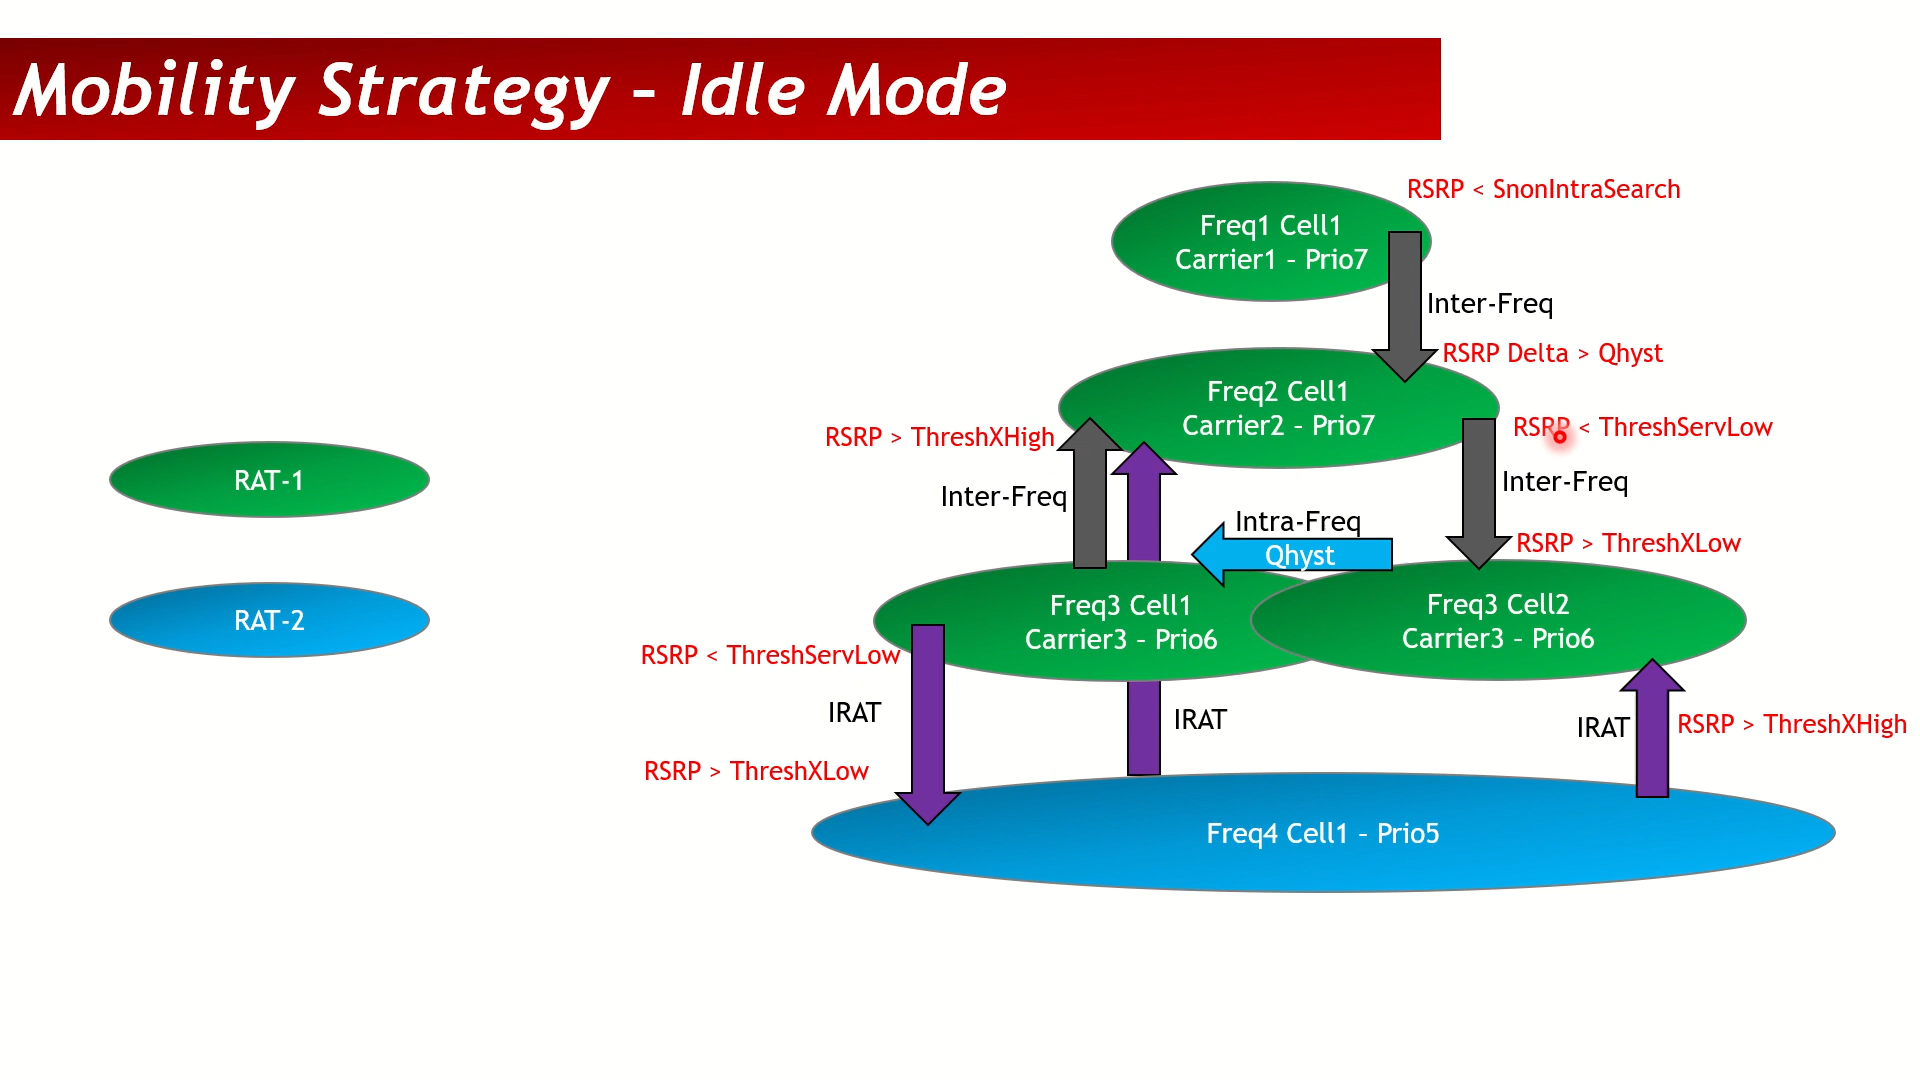 Mobility Strategy – Idle Mode
RSRP < SnonIntraSearch
Freq1 Cell1
Carrier1 – Prio7
Inter-Freq
RSRP Delta > Qhyst
Freq2 Cell1
Carrier2 – Prio7
RSRP > ThreshXHigh
RSRP < ThreshServLow
Inter-Freq
Inter-Freq
RAT-1
Intra-Freq
Qhyst
RSRP > ThreshXLow
Freq3 Cell1
Carrier3 – Prio6
Freq3 Cell2
Carrier3 – Prio6
RAT-2
RSRP < ThreshServLow
IRAT
IRAT
IRAT
RSRP > ThreshXHigh
RSRP > ThreshXLow
Freq4 Cell1 – Prio5